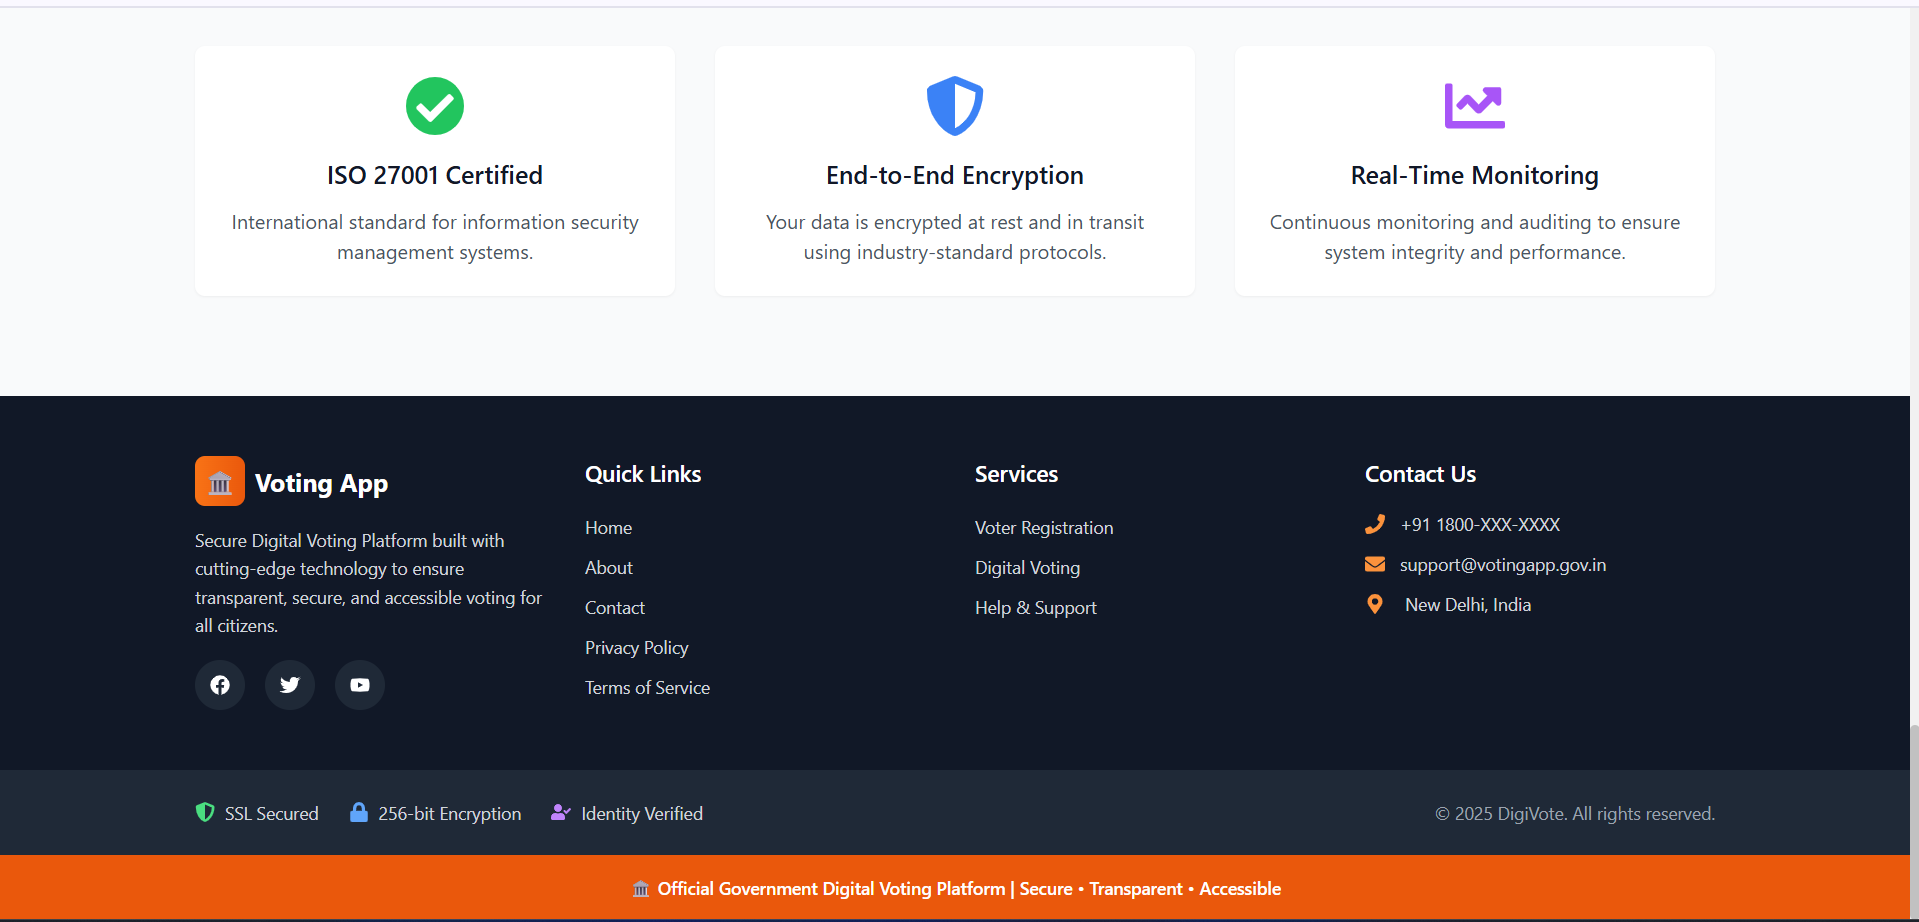 ISO 27001 Certified
International standard for information security
management systems.
End-to-End Encryption
Your data is encrypted at rest and in transit
using industry-standard protocols.
Real-Time Monitoring
Continuous monitoring and auditing to ensure
system integrity and performance.
Voting App
Secure Digital Voting Platform built with
cutting-edge technology to ensure
transparent, secure, and accessible voting for
all citizens.
Quick Links
Home
About
Contact
Privacy Policy
Terms of Service
Services
Voter Registration
Digital Voting
Help & Support
Contact Us
+91 1800-XXX-XXXX
support@votingapp.gov.in
New Delhi, India
SSL Secured
256-bit Encryption
Identity Verified
© 2025 DigiVote. All rights reserved.
🏛️ Official Government Digital Voting Platform | Secure • Transparent • Accessible